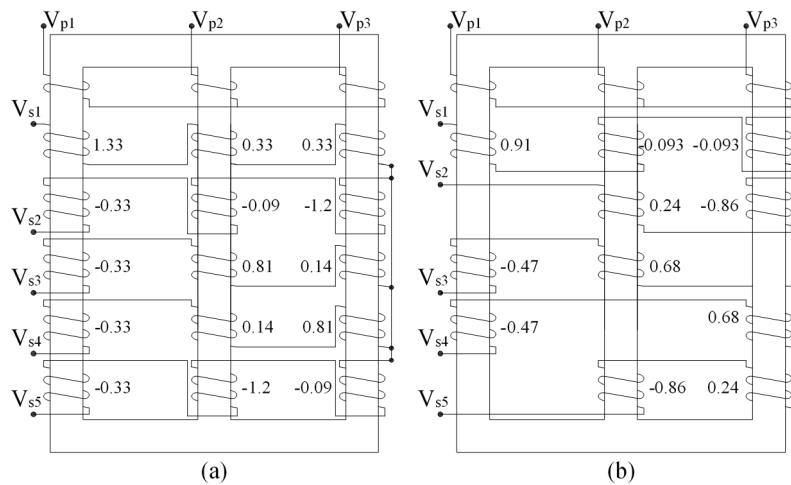 Vp1 Vp2 Vp3 Vp1 Vp2 Vp3
Vs1 Vs1
1.33 0.33 0.33 0.91 -0.093 -0.093
Vs2
-0.33 -0.09 -1.2 0.24 -0.86
Vs2
-0.33 0.81 0.14 -0.47 0.68
Vs3 Vs3
-0.33 0.14 0.81 -0.47 0.68
Vs4 Vs4
-0.33 -1.2 -0.09 -0.86 0.24
Vs5 Vs5
(a) (b)